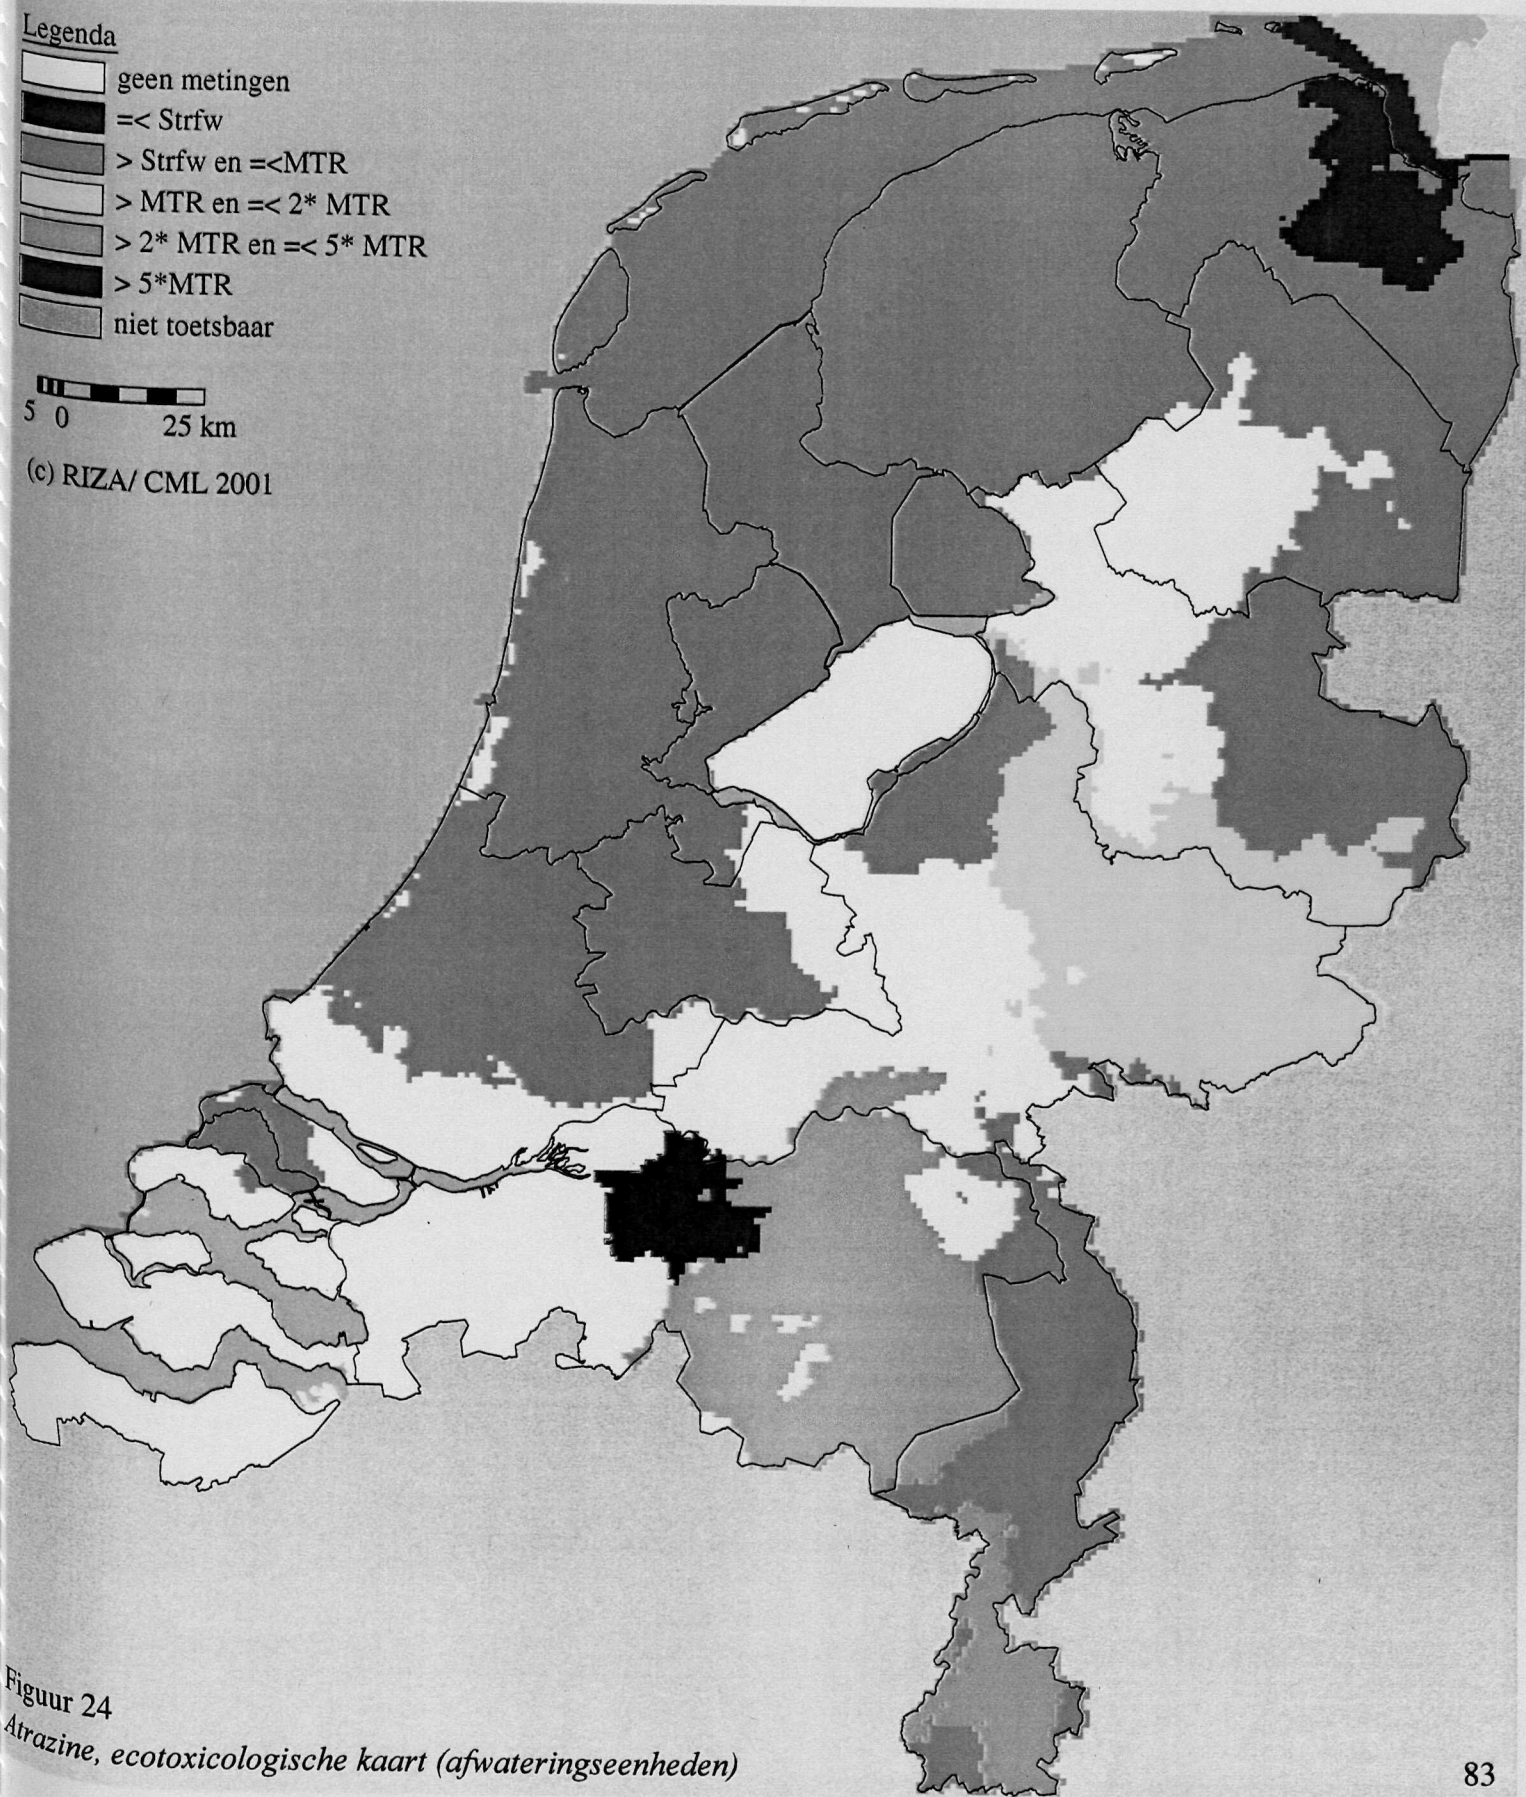 Legenda
geen metingen
=< Strfw
> Strfw en =<MTR
> MTR en =< 2* MTR
> 2* MTR en =< 5* MTR
> 5*MTR
niet toetsbaar
5 0 25 km
(c) RIZA/ CML 2001
Figuur 24
Atrazine, ecotoxicologische kaart (afwateringseenheden)
83